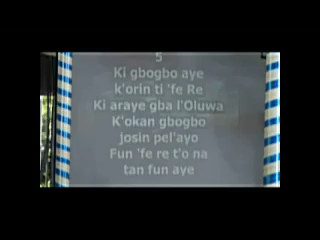 5
Ki gbogbo aye
k'orin ti 'fe Re
Ki araye gba l'Oluwa
K'okan gbogbo
josin pel'ayo
Fun 'fe re t'o na
tan fun aye